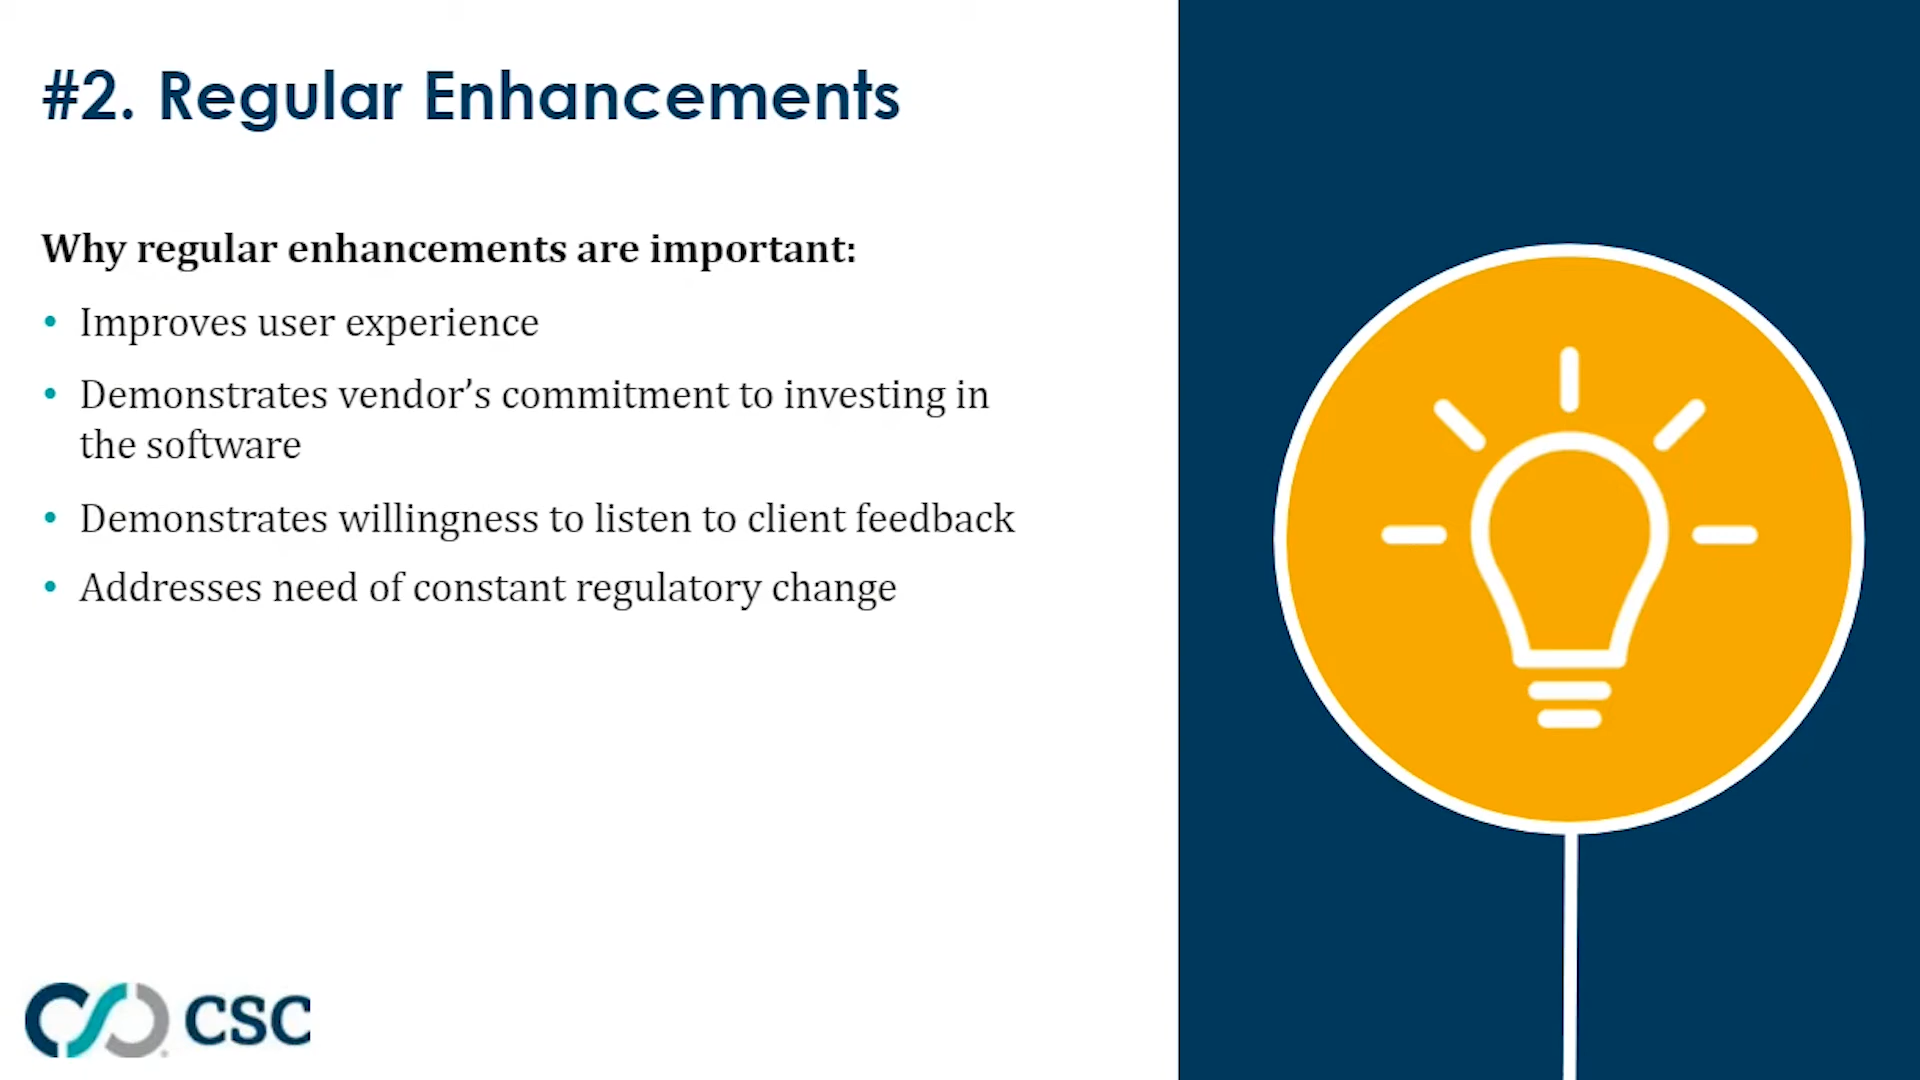 #2. Regular Enhancements
Why regular enhancements are important:
• Improves user experience
• Demonstrates vendor’s commitment to investing in
the software
• Demonstrates willingness to listen to client feedback
• Addresses need of constant regulatory change
CSC